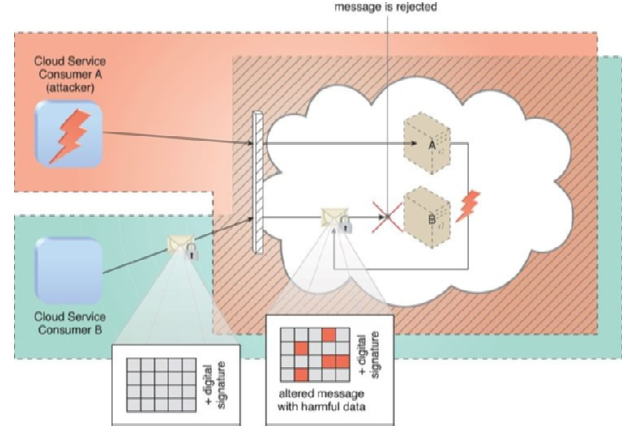 message is rejected
Cloud Service
Consumer A
(attacker)
A
B
Cloud Service
Consumer B
+ digital
signature
+ digital
signature
altered message
with harmful data